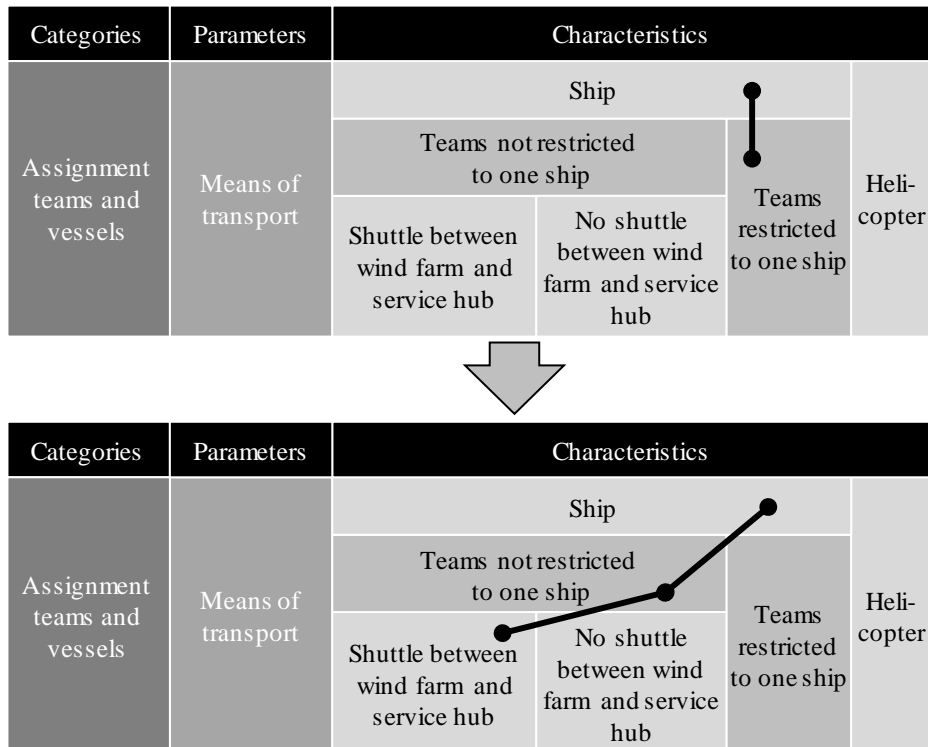 Categories Parameters Characteristics
Ship
Teams not restricted
to one ship
Assignment
teams and
vessels
Means of
transport
Shuttle between
wind farm and
service hub
No shuttle
between wind
farm and service
hub
Teams
restricted
to one ship
Heli-
copter
Categories Parameters Characteristics
Ship
Teams not restricted
to one ship
Assignment
teams and
vessels
Means of
transport
Shuttle between
wind farm and
service hub
No shuttle
between wind
farm and service
hub
Teams
restricted
to one ship
Heli-
copter